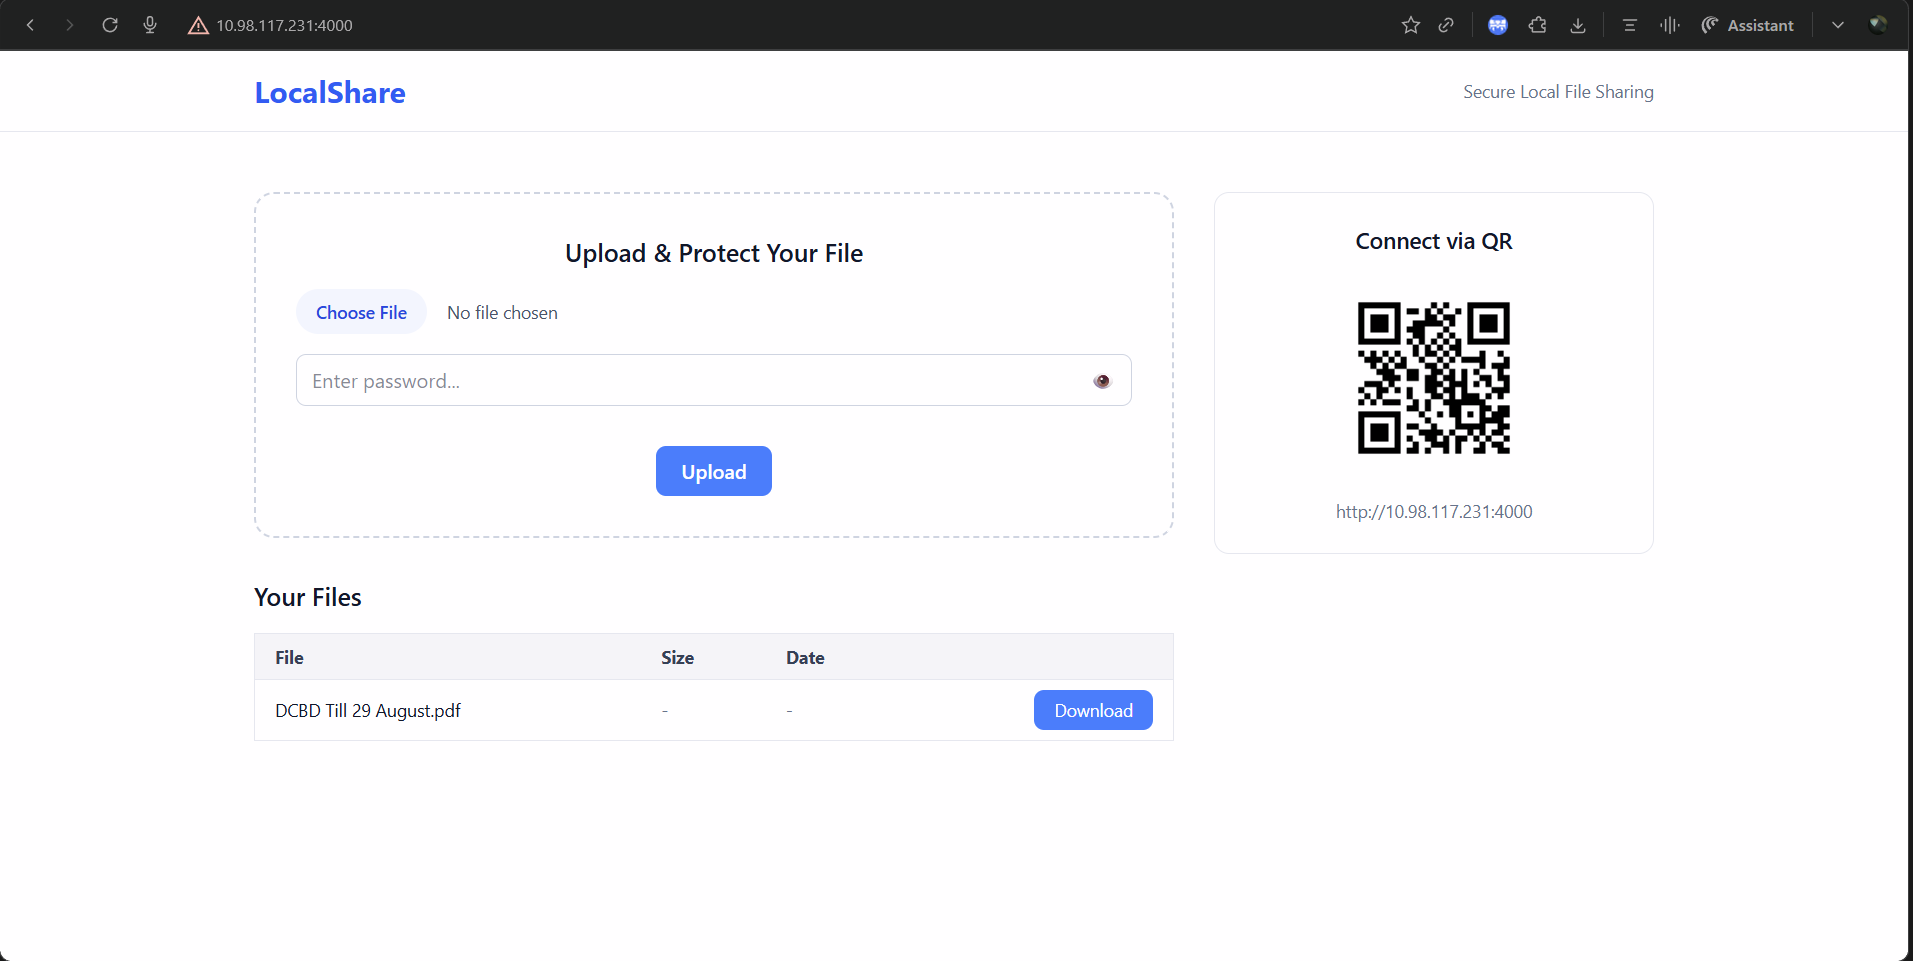 10.98.117.231:4000
Assistant
LocalShare
Secure Local File Sharing
Upload & Protect Your File
Choose File No file chosen
Enter password...
Upload
Connect via QR
http://10.98.117.231:4000
Your Files
File Size Date
DCBD Till 29 August.pdf - - Download